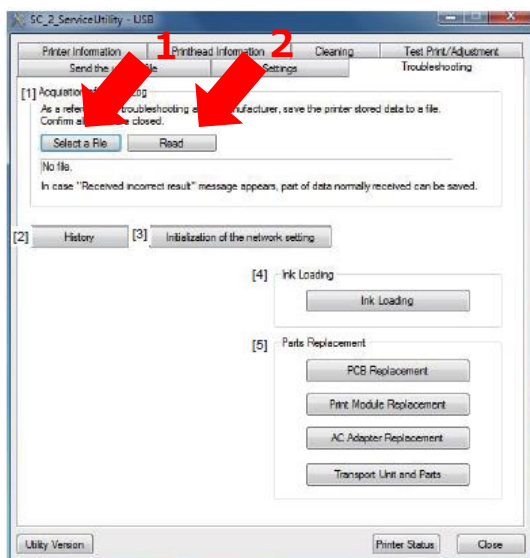 SC_2_ServiceUtility - USB
Printer Information Printhead Information Cleaning Test Print/Adjustment
Send the file Settings Troubleshooting
1 2
[1] Acquisition Log
As a refer troubleshooting a nufacturer, save the printer stored
data to a file.
Confirm al closed.
Select a File Read
No file.
In case "Received incorrect result" message appears, part of data normally received can be saved.
[2] History [3] Initialization of the network setting
[4] Ink Loading
Ink Loading
[5] Parts Replacement
PCB Replacement
Print Module Replacement
AC Adapter Replacement
Transport Unit and Parts
Utility Version Printer Status Close